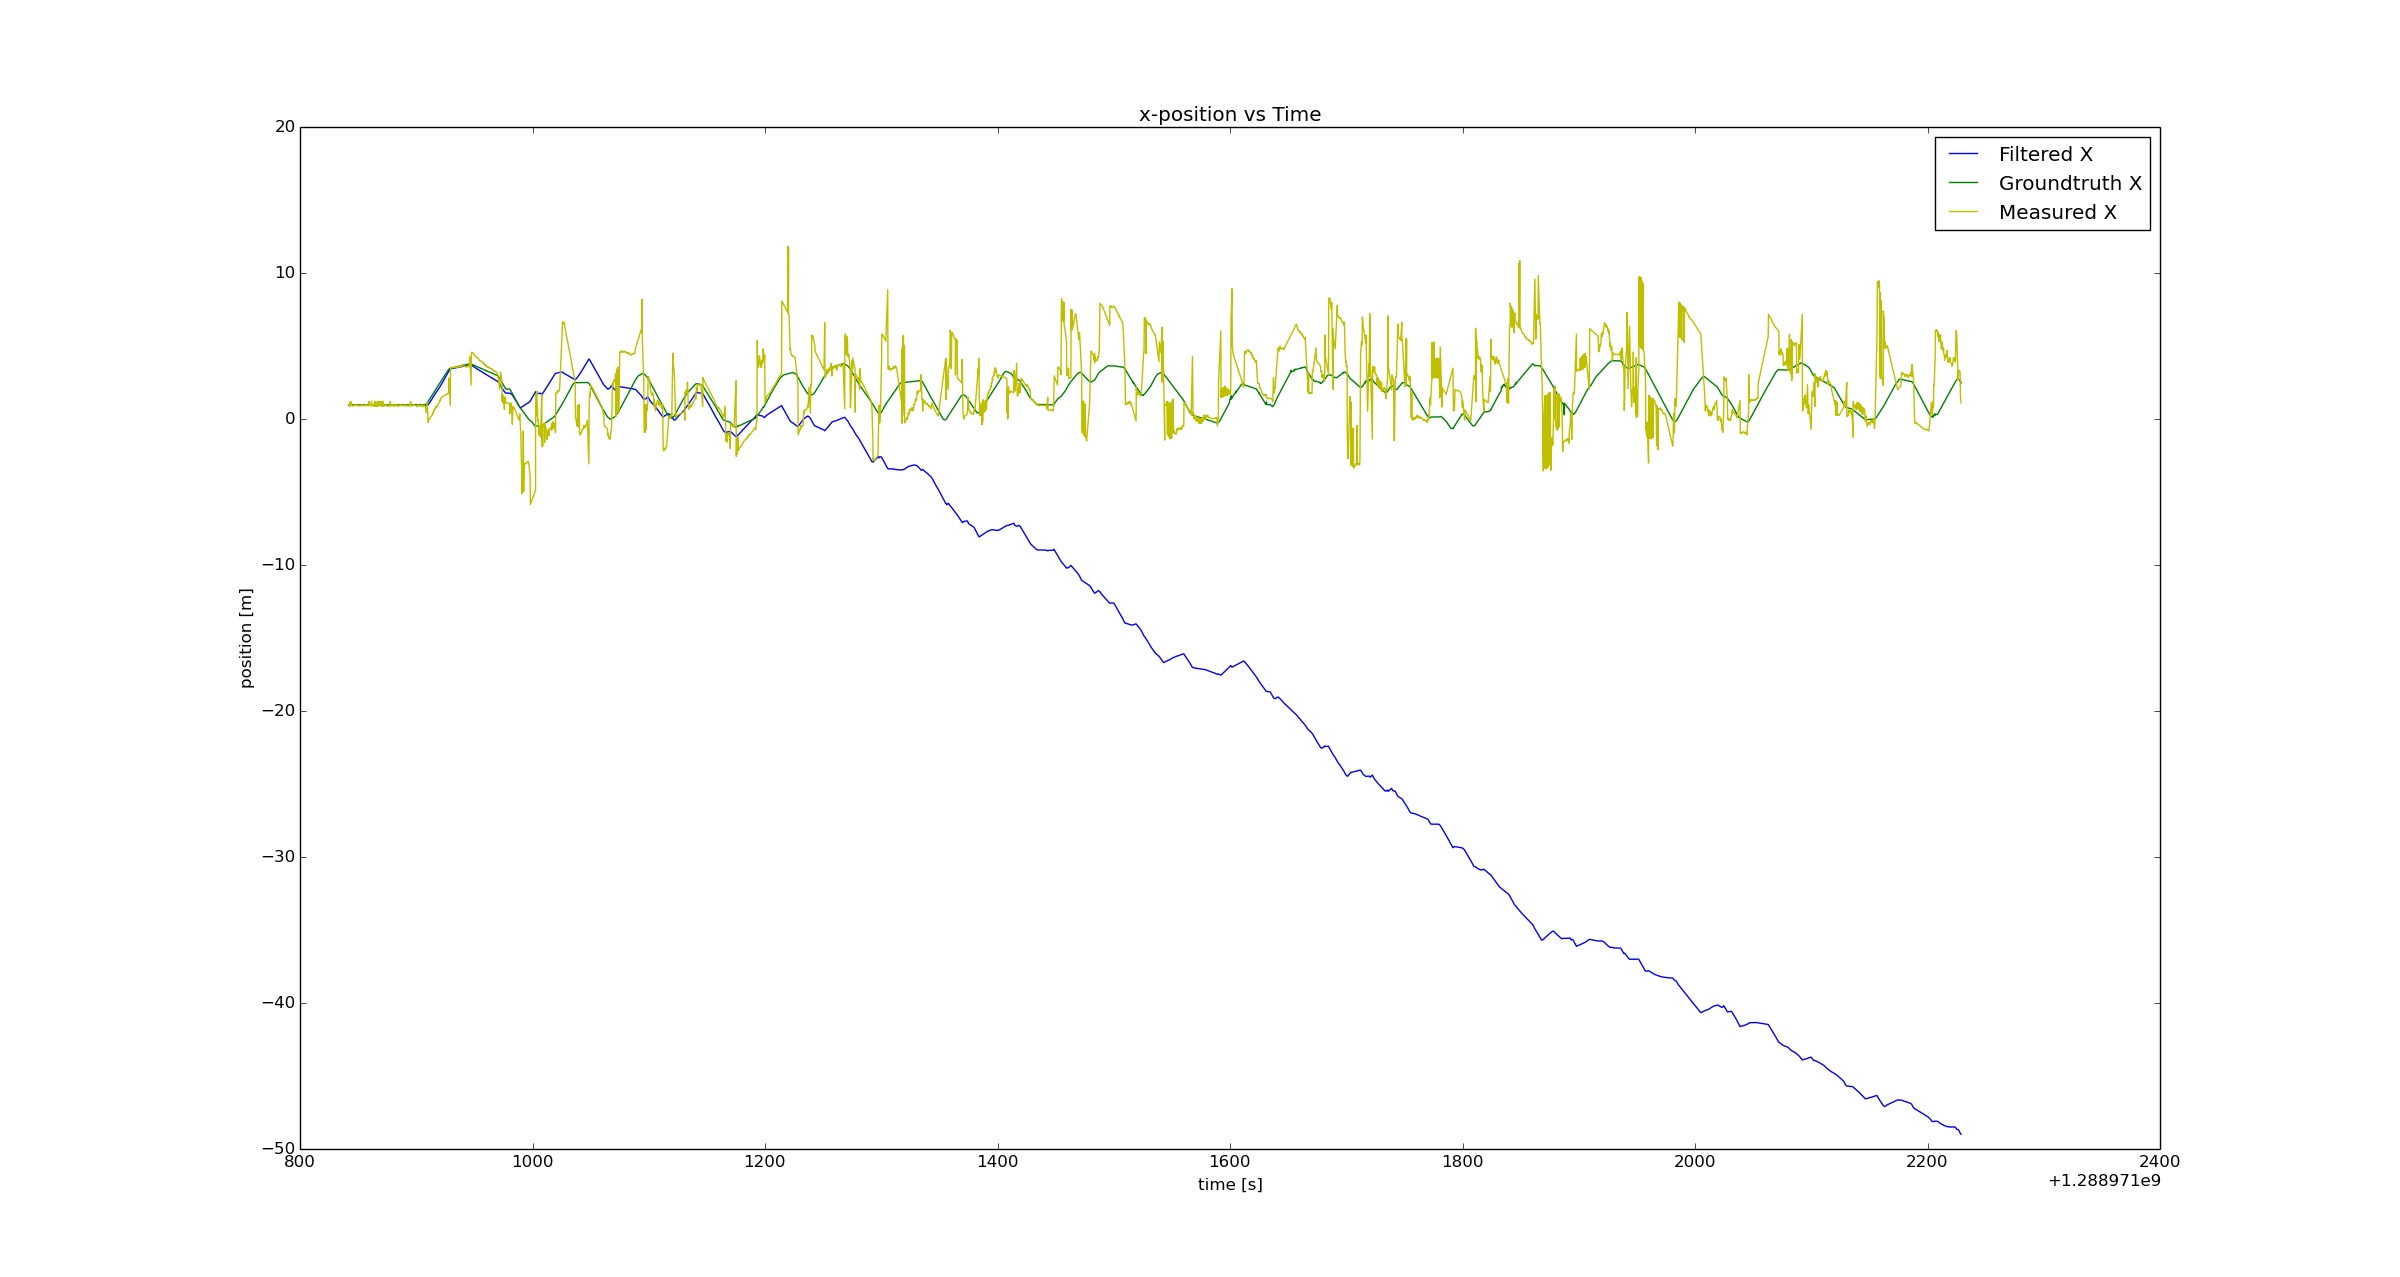 x-position vs Time
20
10
0
−10
−20
−30
−40
−50
position [m]
Filtered X
Groundtruth X
Measured X
800 1000 1200 1400 1600 1800 2000 2200 2400
time [s]
+1.288971e9